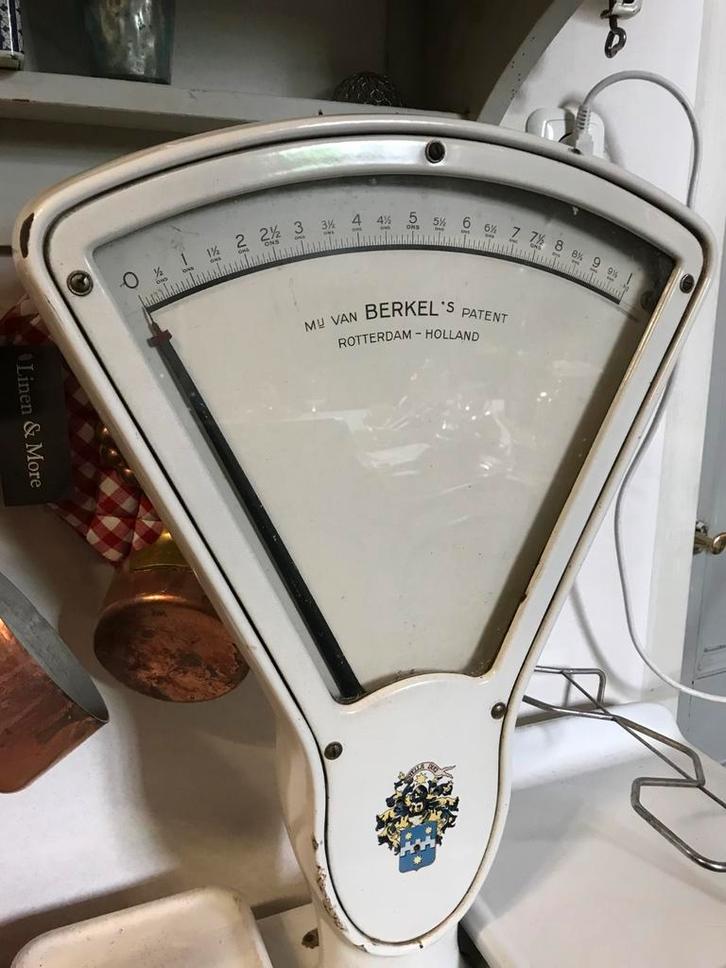 0 ½ 1 1½ 2 2½ 3 3½ 4 4½ 5 5½ 6 6½ 7 7½ 8 8½ 9 9½ 1
ONS ONS ONS ONS ONS ONS ONS ONS ONS ONS ONS ONS ONS ONS ONS ONS ONS ONS ONS
MIJ VAN BERKEL'S PATENT
ROTTERDAM – HOLLAND
Linen & More